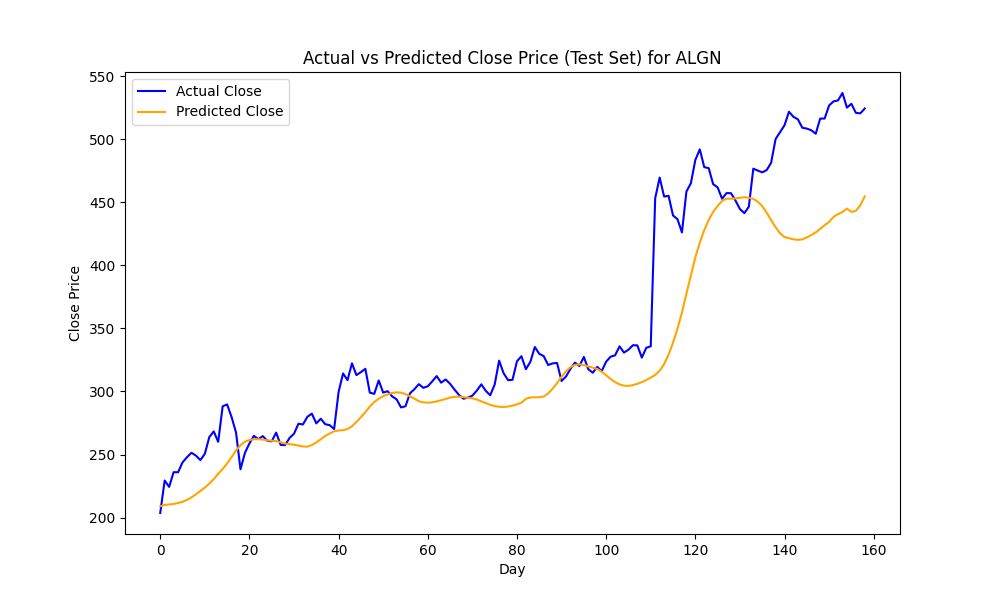 Actual vs Predicted Close Price (Test Set) for ALGN
Actual Close
Predicted Close
Close Price
550
500
450
400
350
300
250
200
0 20 40 60 80 100 120 140 160
Day